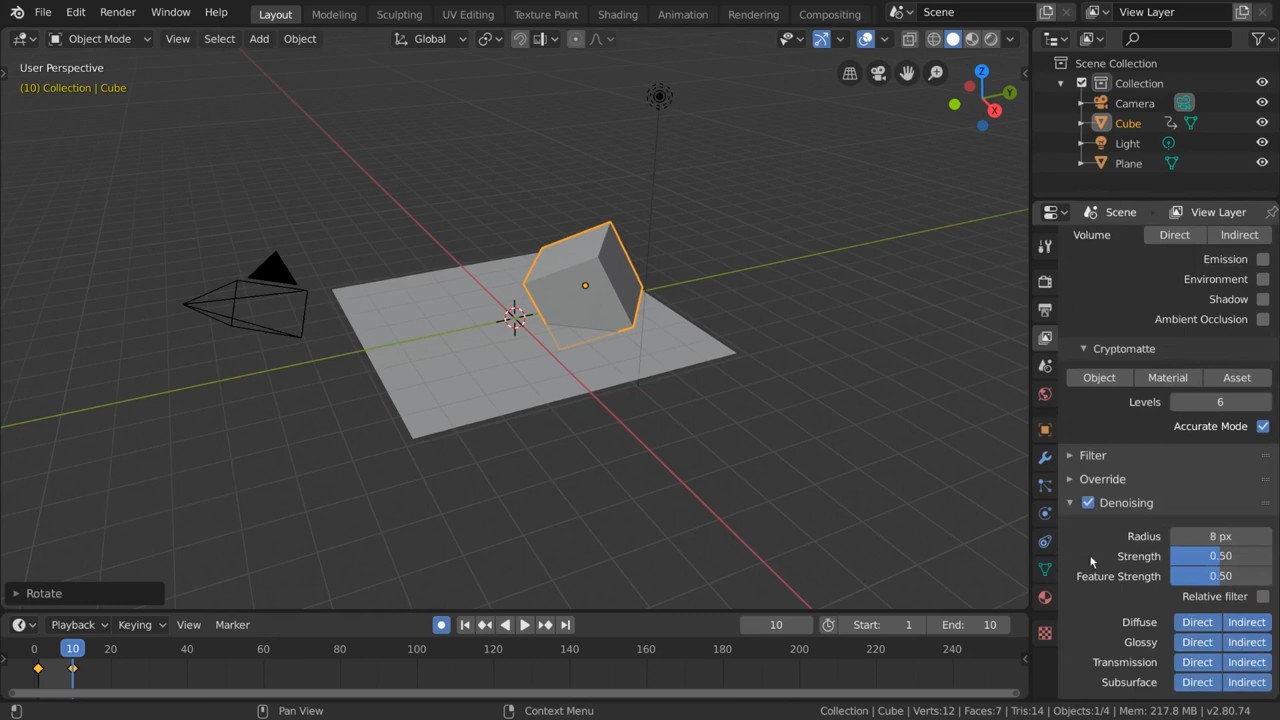 File Edit Render Window Help Layout Modeling Sculpting UV Editing Texture Paint Shading Animation Rendering Compositing Scene View Layer
Object Mode View Select Add Object Global
User Perspective
(10) Collection | Cube
Z
Y
X
Scene Collection
Collection
Camera
Cube
Light
Plane
Scene View Layer
Volume Direct Indirect
Emission
Environment
Shadow
Ambient Occlusion
Cryptomatte
Object Material Asset
Levels 6
Accurate Mode
Filter
Override
Denoising
Radius 8 px
Strength 0.50
Feature Strength 0.50
Relative filter
Diffuse Direct Indirect
Glossy Direct Indirect
Transmission Direct Indirect
Subsurface Direct Indirect
Rotate
Playback Keying View Marker 10 Start: 1 End: 10
0 10 20 40 60 80 100 120 140 160 180 200 220 240
Pan View Context Menu Collection | Cube | Verts:12 | Faces:7 | Tris:14 | Objects:1/4 | Mem: 217.8 MB | v2.80.74